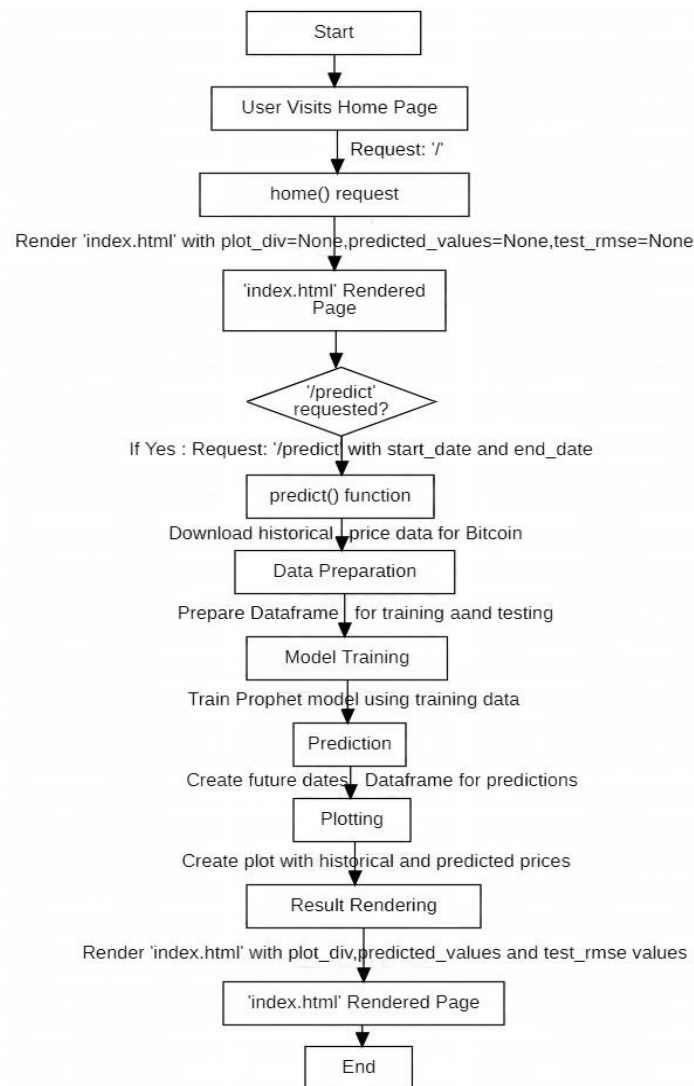 Start
User Visits Home Page
Request: '/'
home() request
Render 'index.html' with plot_div=None,predicted_values=None,test_rmse=None
'index.html' Rendered
Page
'/predict'
requested?
If Yes : Request: '/predict' with start_date and end_date
predict() function
Download historical price data for Bitcoin
Data Preparation
Prepare Dataframe for training aand testing
Model Training
Train Prophet model using training data
Prediction
Create future dates Dataframe for predictions
Plotting
Create plot with historical and predicted prices
Result Rendering
Render 'index.html' with plot_div,predicted_values and test_rmse values
'index.html' Rendered Page
End